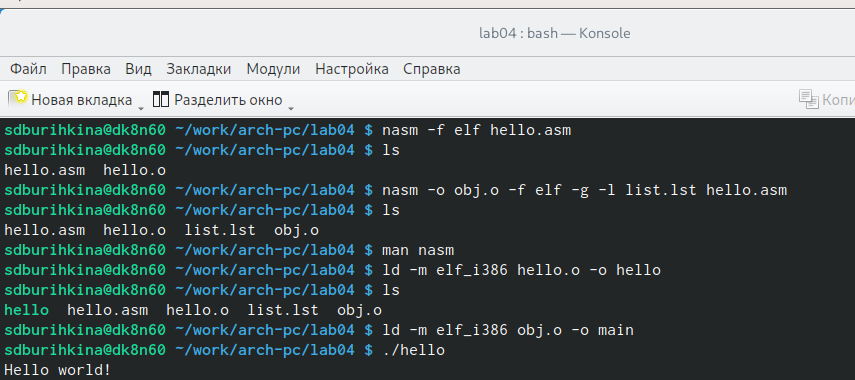 lab04 : bash — Konsole
Файл Правка Вид Закладки Модули Настройка Справка
Новая вкладка Разделить окно Копи
sdburihkina@dk8n60 ~/work/arch-pc/lab04 $ nasm -f elf hello.asm
sdburihkina@dk8n60 ~/work/arch-pc/lab04 $ ls
hello.asm hello.o
sdburihkina@dk8n60 ~/work/arch-pc/lab04 $ nasm -o obj.o -f elf -g -l list.lst hello.asm
sdburihkina@dk8n60 ~/work/arch-pc/lab04 $ ls
hello.asm hello.o list.lst obj.o
sdburihkina@dk8n60 ~/work/arch-pc/lab04 $ man nasm
sdburihkina@dk8n60 ~/work/arch-pc/lab04 $ ld -m elf_i386 hello.o -o hello
sdburihkina@dk8n60 ~/work/arch-pc/lab04 $ ls
hello hello.asm hello.o list.lst obj.o
sdburihkina@dk8n60 ~/work/arch-pc/lab04 $ ld -m elf_i386 obj.o -o main
sdburihkina@dk8n60 ~/work/arch-pc/lab04 $ ./hello
Hello world!